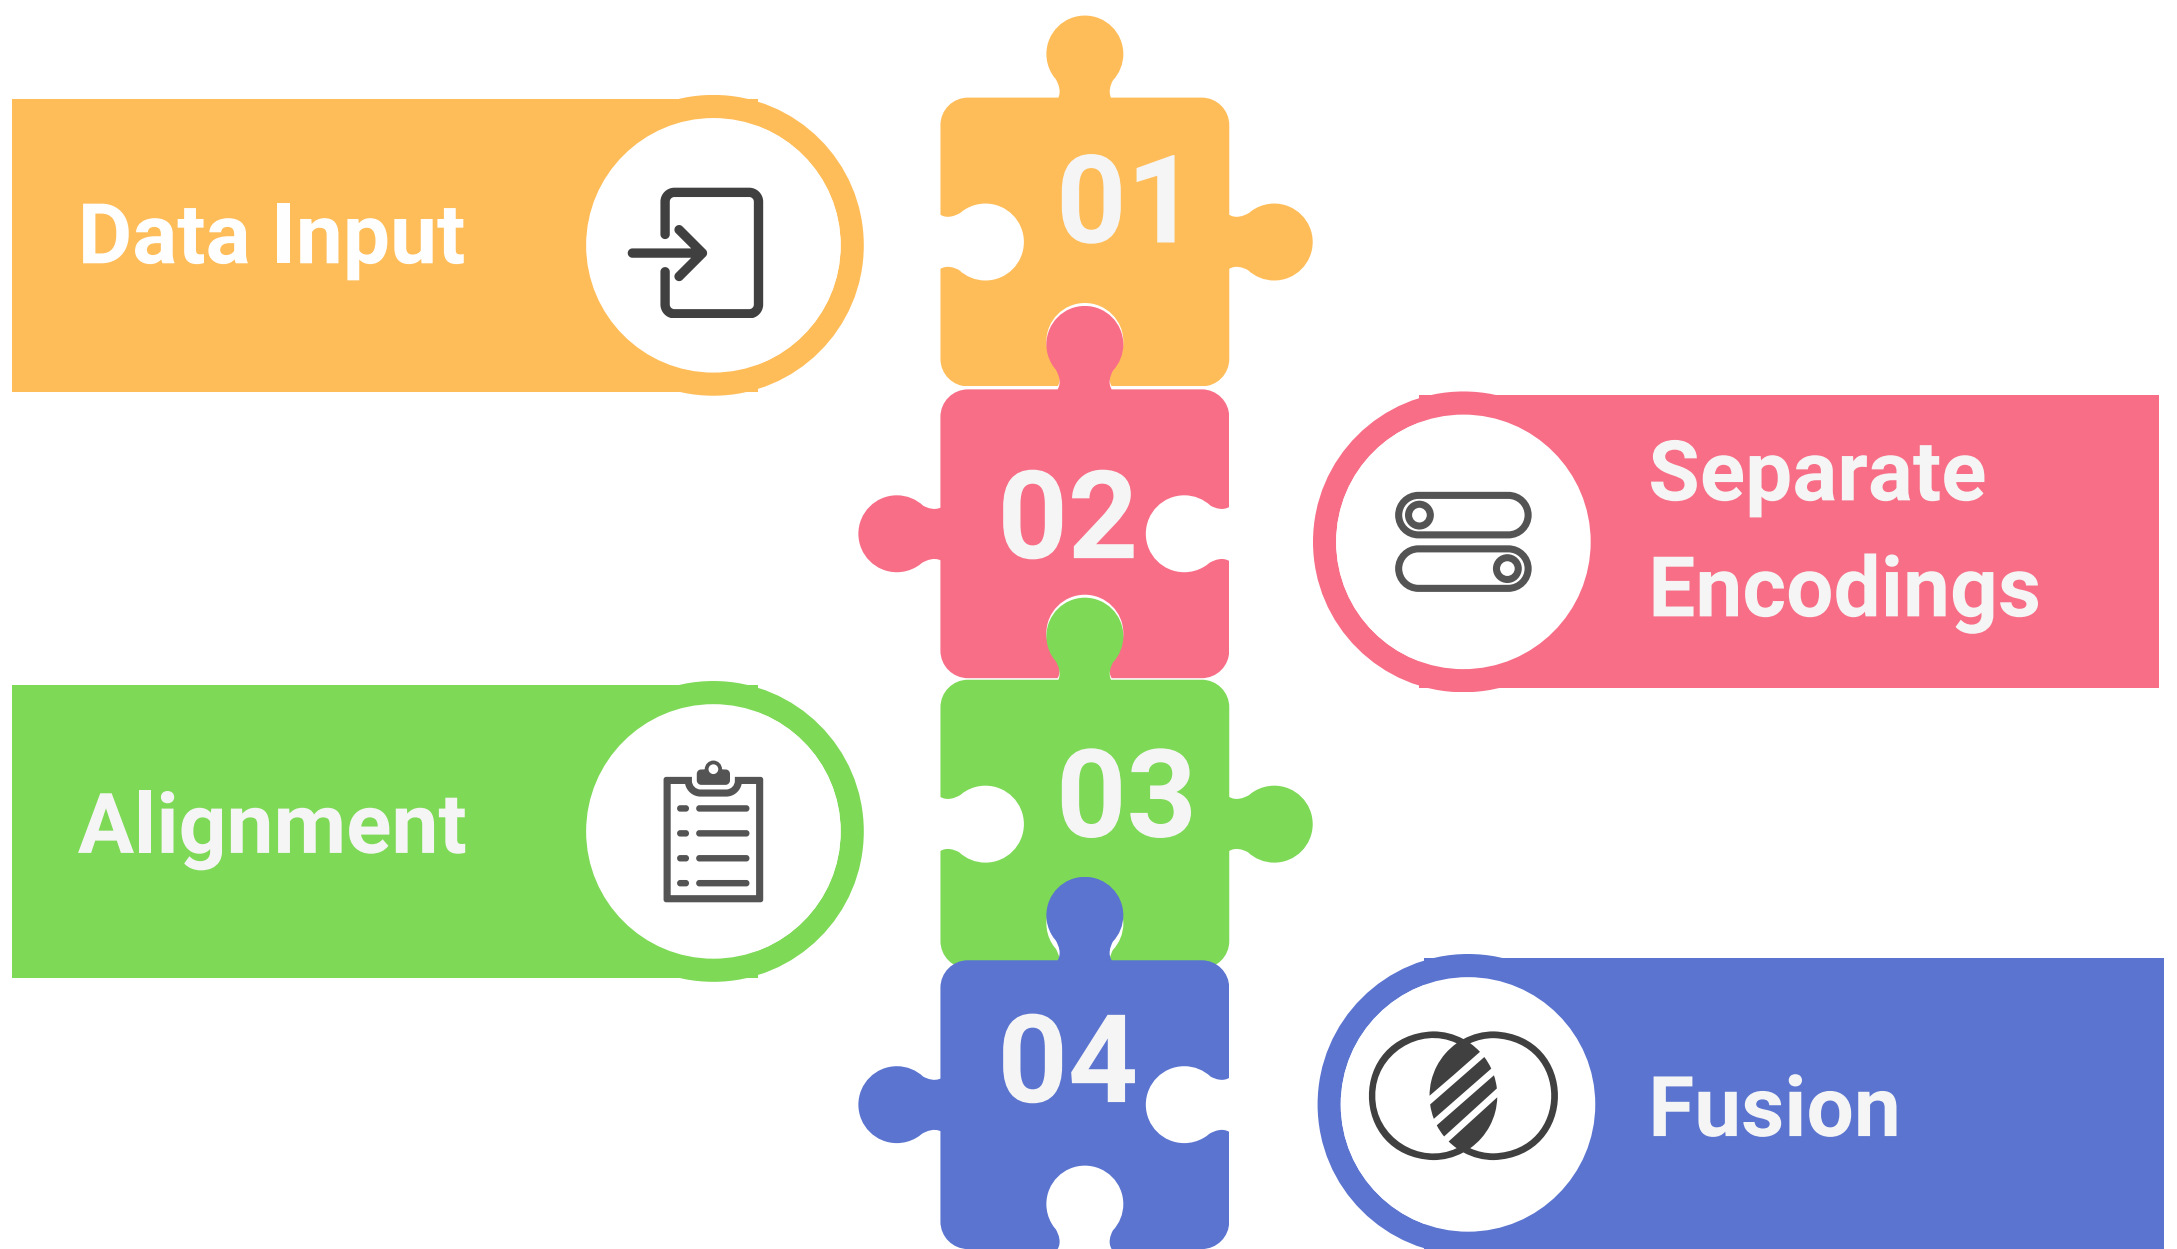 Data Input
01
02
Separate
Encodings
Alignment
03
04
Fusion